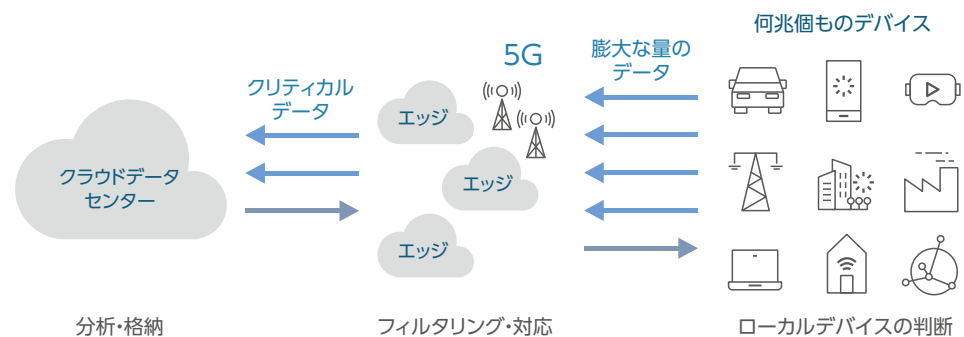 何兆個ものデバイス
5G
膨大な量の
データ
クリティカル
データ
エッジ
クラウドデータ
センター
エッジ
エッジ
分析・格納
フィルタリング・対応
ローカルデバイスの判断